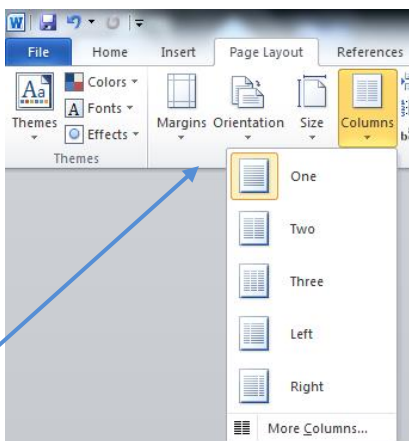 W
File Home Insert Page Layout References
Aa
Colors
A Fonts
Effects
Themes Margins Orientation Size Columns
Themes
One
Two
Three
Left
Right
More Columns...